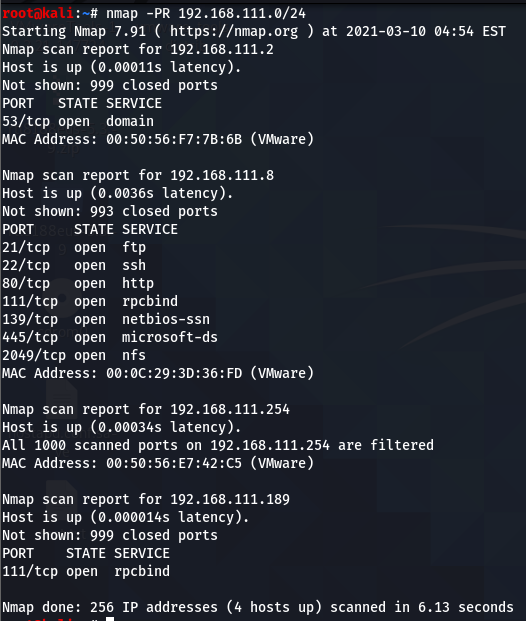 root@kali:~# nmap -PR 192.168.111.0/24
Starting Nmap 7.91 ( https://nmap.org ) at 2021-03-10 04:54 EST
Nmap scan report for 192.168.111.2
Host is up (0.00011s latency).
Not shown: 999 closed ports
PORT   STATE SERVICE
53/tcp open  domain
MAC Address: 00:50:56:F7:7B:6B (VMware)

Nmap scan report for 192.168.111.8
Host is up (0.0036s latency).
Not shown: 993 closed ports
PORT     STATE SERVICE
21/tcp   open  ftp
22/tcp   open  ssh
80/tcp   open  http
111/tcp  open  rpcbind
139/tcp  open  netbios-ssn
445/tcp  open  microsoft-ds
2049/tcp open  nfs
MAC Address: 00:0C:29:3D:36:FD (VMware)

Nmap scan report for 192.168.111.254
Host is up (0.00034s latency).
All 1000 scanned ports on 192.168.111.254 are filtered
MAC Address: 00:50:56:E7:42:C5 (VMware)

Nmap scan report for 192.168.111.189
Host is up (0.000014s latency).
Not shown: 999 closed ports
PORT    STATE SERVICE
111/tcp open  rpcbind

Nmap done: 256 IP addresses (4 hosts up) scanned in 6.13 seconds